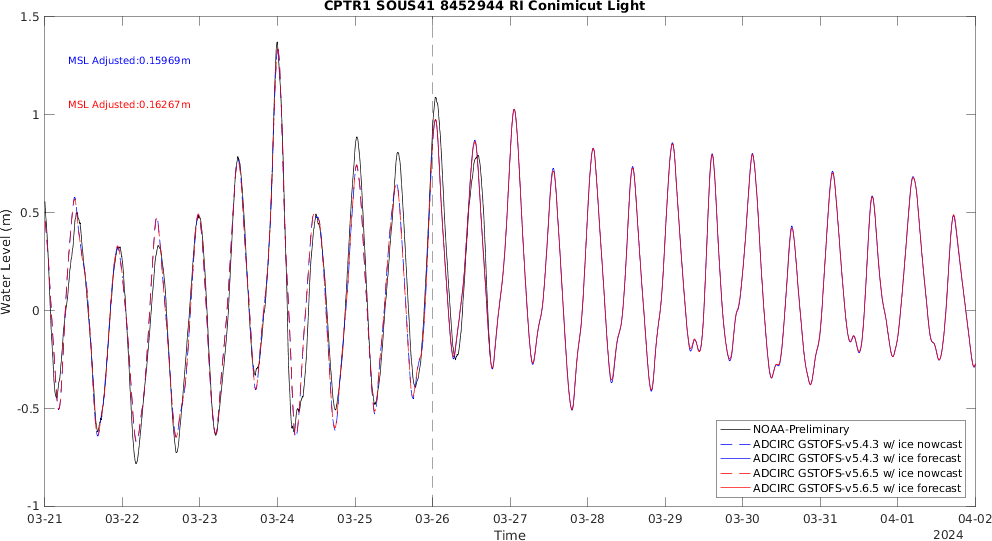 CPTR1 SOUS41 8452944 RI Conimicut Light
MSL Adjusted:0.15969m
MSL Adjusted:0.16267m
Water Level (m)
1.5
1
0.5
0
-0.5
-1
NOAA-Preliminary
ADCIRC GSTOFS-v5.4.3 w/ ice nowcast
ADCIRC GSTOFS-v5.4.3 w/ ice forecast
ADCIRC GSTOFS-v5.6.5 w/ ice nowcast
ADCIRC GSTOFS-v5.6.5 w/ ice forecast
03-21 03-22 03-23 03-24 03-25 03-26 03-27 03-28 03-29 03-30 03-31 04-01 04-02
Time
2024